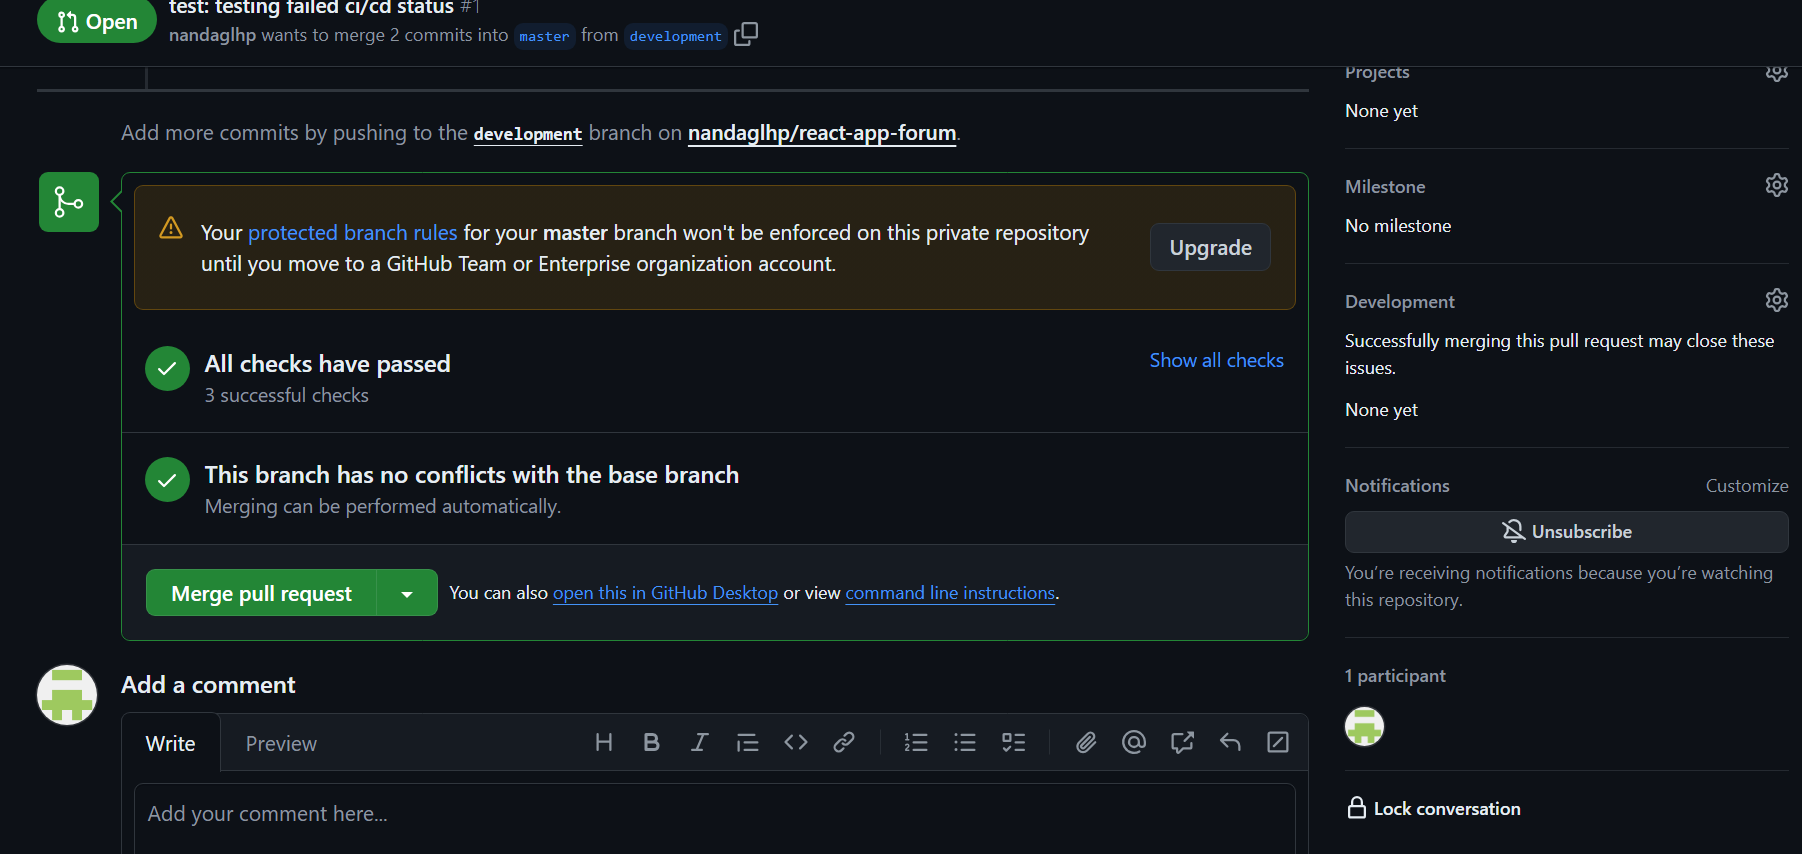 Open
test: testing failed ci/cd status #1
nandaglhp wants to merge 2 commits into master from development
Add more commits by pushing to the development branch on nandaglhp/react-app-forum.
Your protected branch rules for your master branch won't be enforced on this private repository
until you move to a GitHub Team or Enterprise organization account.
Upgrade
All checks have passed
3 successful checks
Show all checks
This branch has no conflicts with the base branch
Merging can be performed automatically.
Merge pull request
You can also open this in GitHub Desktop or view command line instructions.
Add a comment
Write
Preview
Add your comment here...
Projects
None yet
Milestone
No milestone
Development
Successfully merging this pull request may close these
issues.
None yet
Notifications
Customize
Unsubscribe
You’re receiving notifications because you’re watching
this repository.
1 participant
Lock conversation